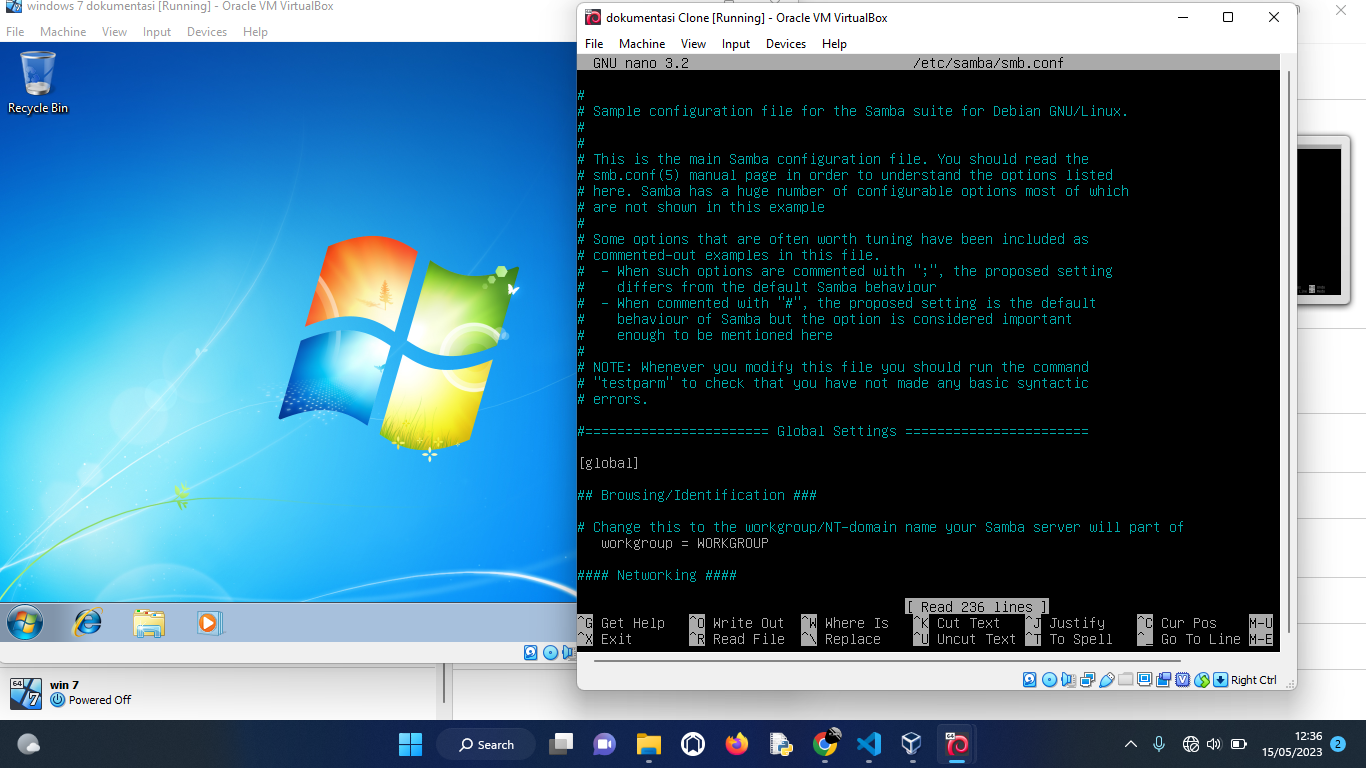 windows 7 dokumentasi [Running] - Oracle VM VirtualBox
File Machine View Input Devices Help
Recycle Bin
dokumentasi Clone [Running] - Oracle VM VirtualBox
File Machine View Input Devices Help
GNU nano 3.2 /etc/samba/smb.conf
#
# Sample configuration file for the Samba suite for Debian GNU/Linux.
#
#
# This is the main Samba configuration file. You should read the
# smb.conf(5) manual page in order to understand the options listed
# here. Samba has a huge number of configurable options most of which
# are not shown in this example
#
# Some options that are often worth tuning have been included as
# commented-out examples in this file.
#  - When such options are commented with ";", the proposed setting
#    differs from the default Samba behaviour
#  - When commented with "#", the proposed setting is the default
#    behaviour of Samba but the option is considered important
#    enough to be mentioned here
#
# NOTE: Whenever you modify this file you should run the command
# "testparm" to check that you have not made any basic syntactic
# errors.
#======================= Global Settings =======================
[global]
## Browsing/Identification ###
# Change this to the workgroup/NT-domain name your Samba server will part of
   workgroup = WORKGROUP
#### Networking ####
[ Read 236 lines ]
^G Get Help ^O Write Out ^W Where Is ^K Cut Text ^J Justify ^C Cur Pos M-U
^X Exit ^R Read File ^\ Replace ^U Uncut Text ^T To Spell ^_ Go To Line M-E
Right Ctrl
64
win 7
Powered Off
Search
64
12:36
15/05/2023
2